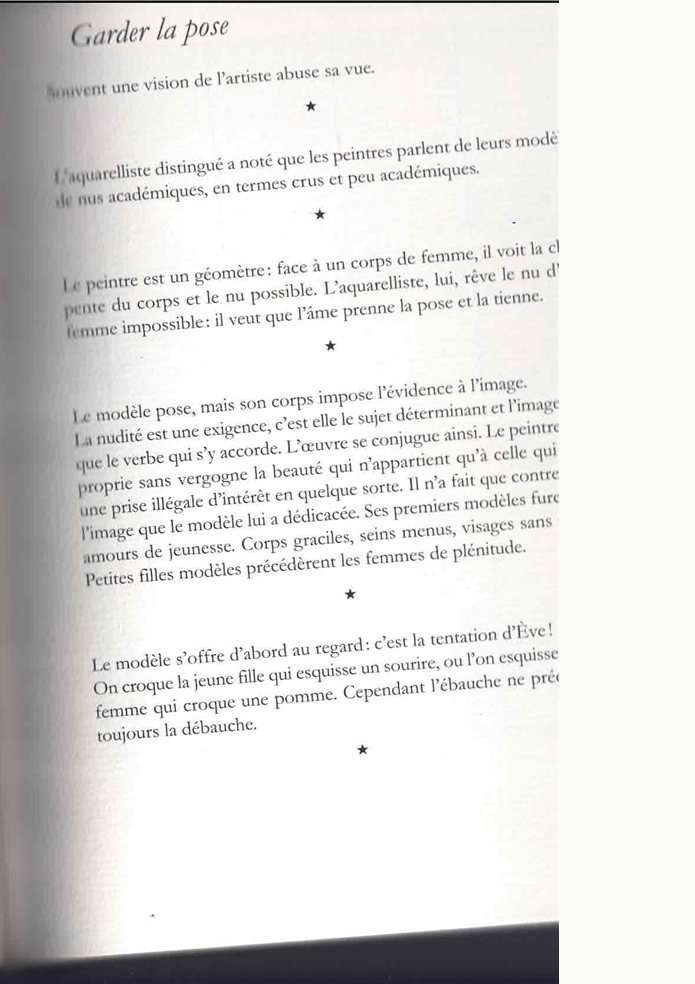 Garder la pose
Souvent une vision de l'artiste abuse sa vue.
★
L'aquarelliste distingué a noté que les peintres parlent de leurs modè
de nus académiques, en termes crus et peu académiques.
★
Le peintre est un géomètre : face à un corps de femme, il voit la cl
pente du corps et le nu possible. L'aquarelliste, lui, rêve le nu d'
femme impossible : il veut que l'âme prenne la pose et la tienne.
★
Le modèle pose, mais son corps impose l'évidence à l'image.
La nudité est une exigence, c'est elle le sujet déterminant et l'image
que le verbe qui s'y accorde. L'œuvre se conjugue ainsi. Le peintre
proprie sans vergogne la beauté qui n'appartient qu'à celle qui
une prise illégale d'intérêt en quelque sorte. Il n'a fait que contre
l'image que le modèle lui a dédicacée. Ses premiers modèles fure
amours de jeunesse. Corps graciles, seins menus, visages sans
Petites filles modèles précédèrent les femmes de plénitude.
★
Le modèle s'offre d'abord au regard : c'est la tentation d'Ève !
On croque la jeune fille qui esquisse un sourire, ou l'on esquisse
femme qui croque une pomme. Cependant l'ébauche ne préc
toujours la débauche.
★